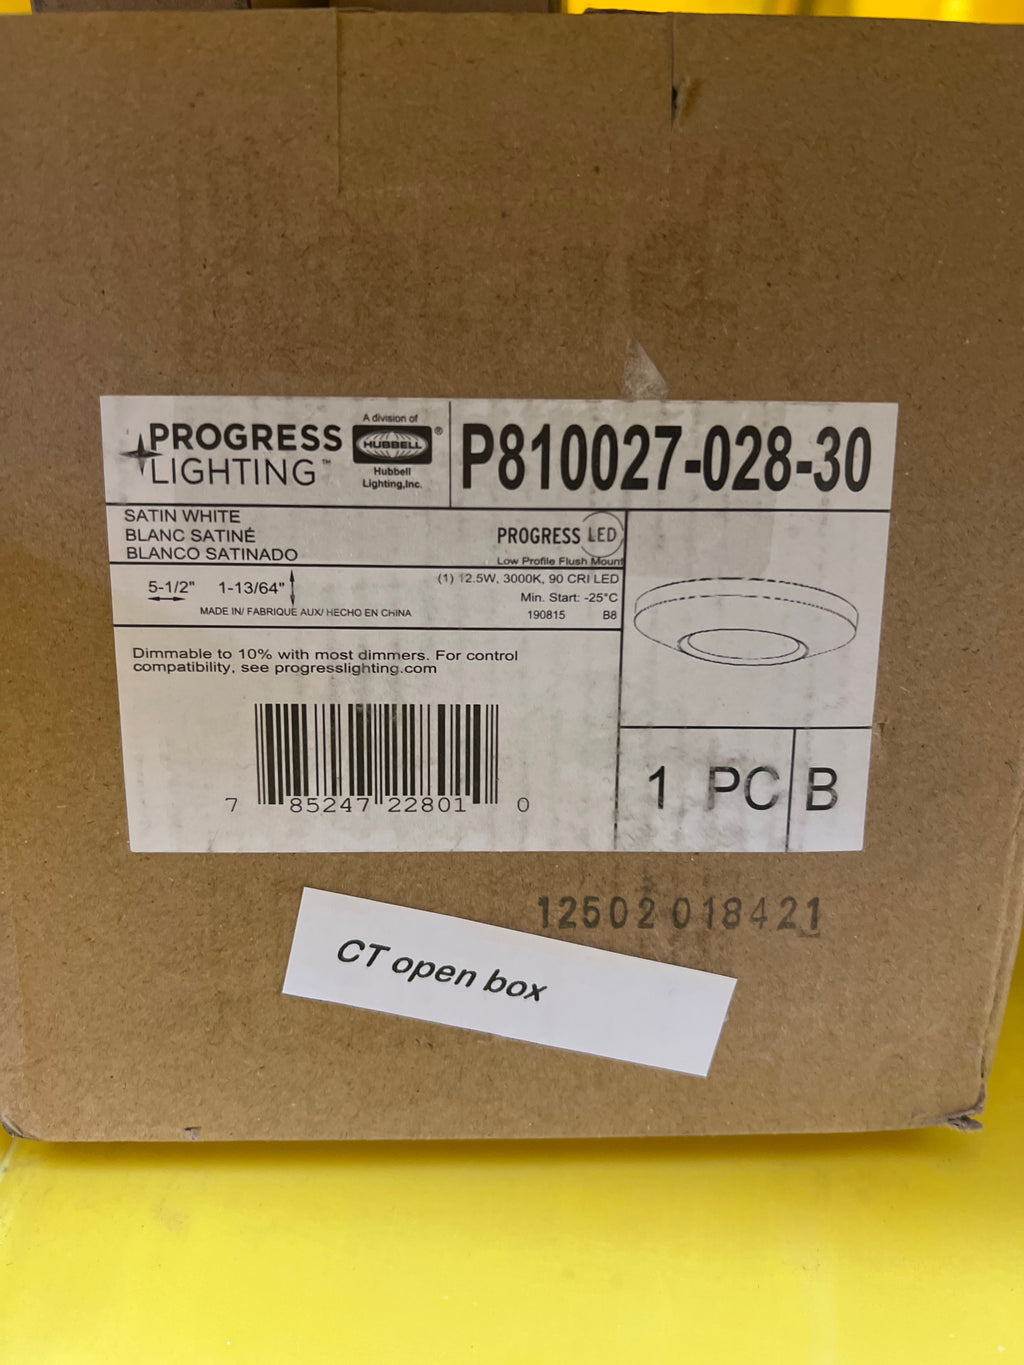 PROGRESS
LIGHTING™
A division of
HUBBELL®
Hubbell
Lighting,Inc.
P810027-028-30
SATIN WHITE
BLANC SATINÉ
BLANCO SATINADO
PROGRESS LED
Low Profile Flush Mount
5-1/2" 1-13/64"
(1) 12.5W, 3000K, 90 CRI LED
Min. Start: -25°C
MADE IN/ FABRIQUE AUX/ HECHO EN CHINA
190815 B8
Dimmable to 10% with most dimmers. For control
compatibility, see progresslighting.com
7 85247 22801 0
1 PC B
12502 018421
CT open box